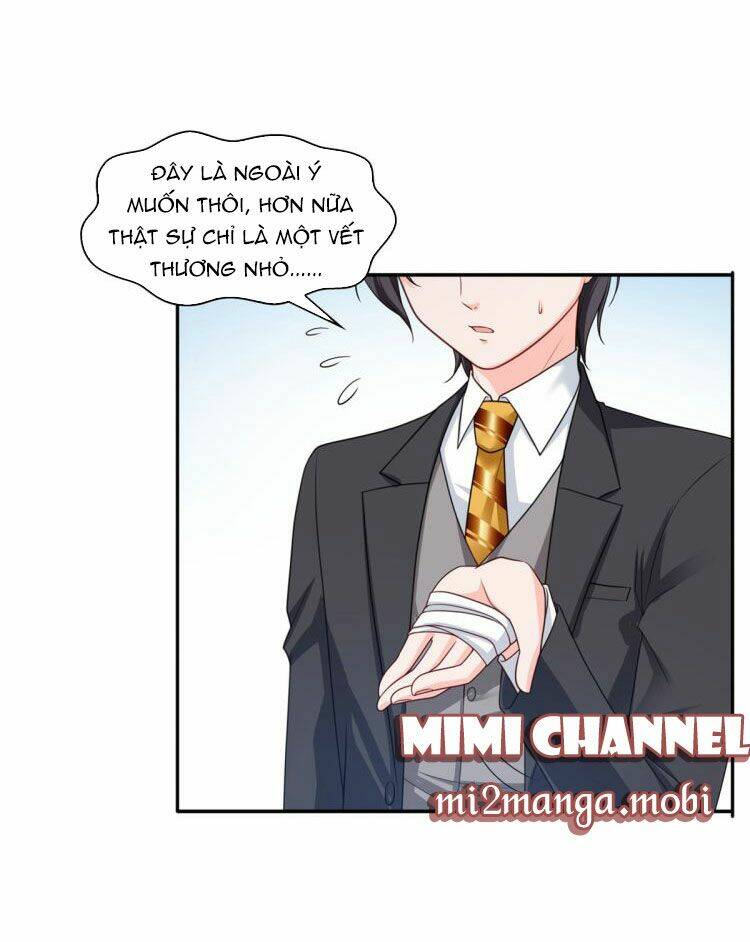 ĐÂY LÀ NGOÀI Ý
MUỐN THÔI, HƠN NỮA
THẬT SỰ CHỈ LÀ MỘT VẾT
THƯƠNG NHỎ......
MIMI CHANNEL
mi2manga.mobi